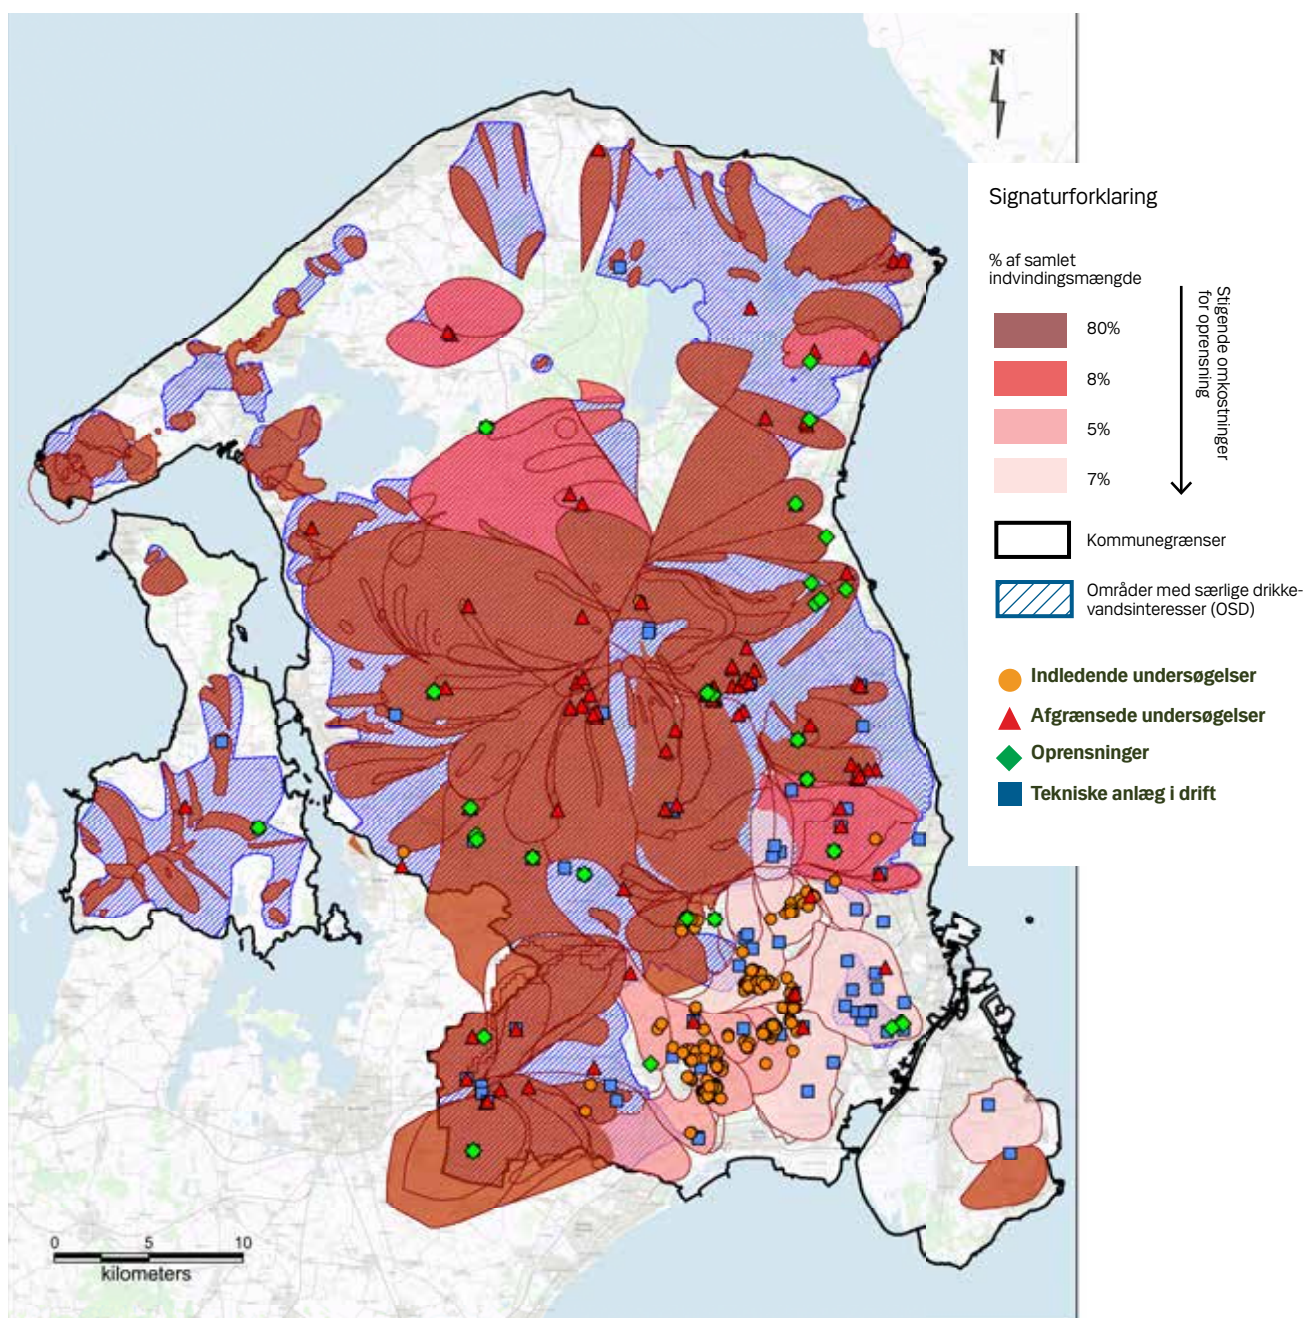 N
Signaturforklaring
% af samlet
indvindingsmængde
80%
8%
5%
7%
Stigende omkostninger
for oprensning
Kommunegrænser
Områder med særlige drikke-
vandsinteresser (OSD)
Indledende undersøgelser
Afgrænsede undersøgelser
Oprensninger
Tekniske anlæg i drift
0 5 10
kilometers